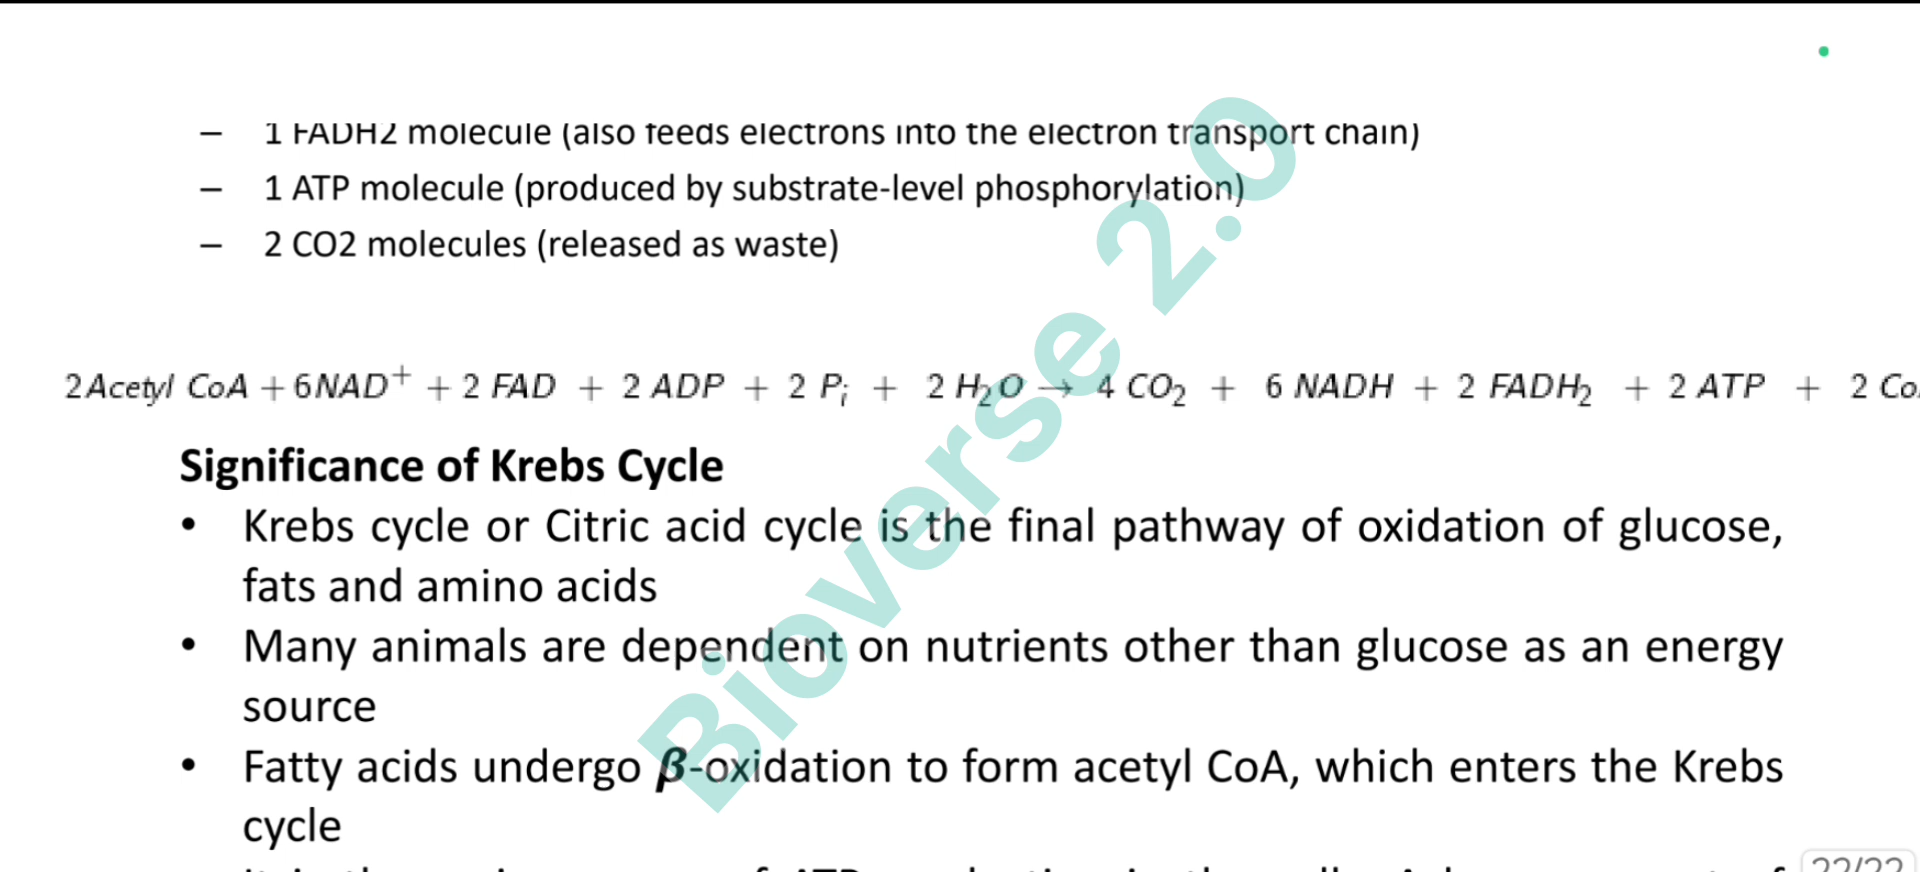 – 1 FADH2 molecule (also feeds electrons into the electron transport chain)
– 1 ATP molecule (produced by substrate-level phosphorylation)
– 2 CO2 molecules (released as waste)
2Acetyl CoA + 6NAD⁺ + 2 FAD + 2 ADP + 2 Pᵢ + 2 H₂O → 4 CO₂ + 6 NADH + 2 FADH₂ + 2 ATP + 2 Co
Significance of Krebs Cycle
• Krebs cycle or Citric acid cycle is the final pathway of oxidation of glucose,
fats and amino acids
• Many animals are dependent on nutrients other than glucose as an energy
source
• Fatty acids undergo β-oxidation to form acetyl CoA, which enters the Krebs
cycle
22/22
Bioverse 2.0